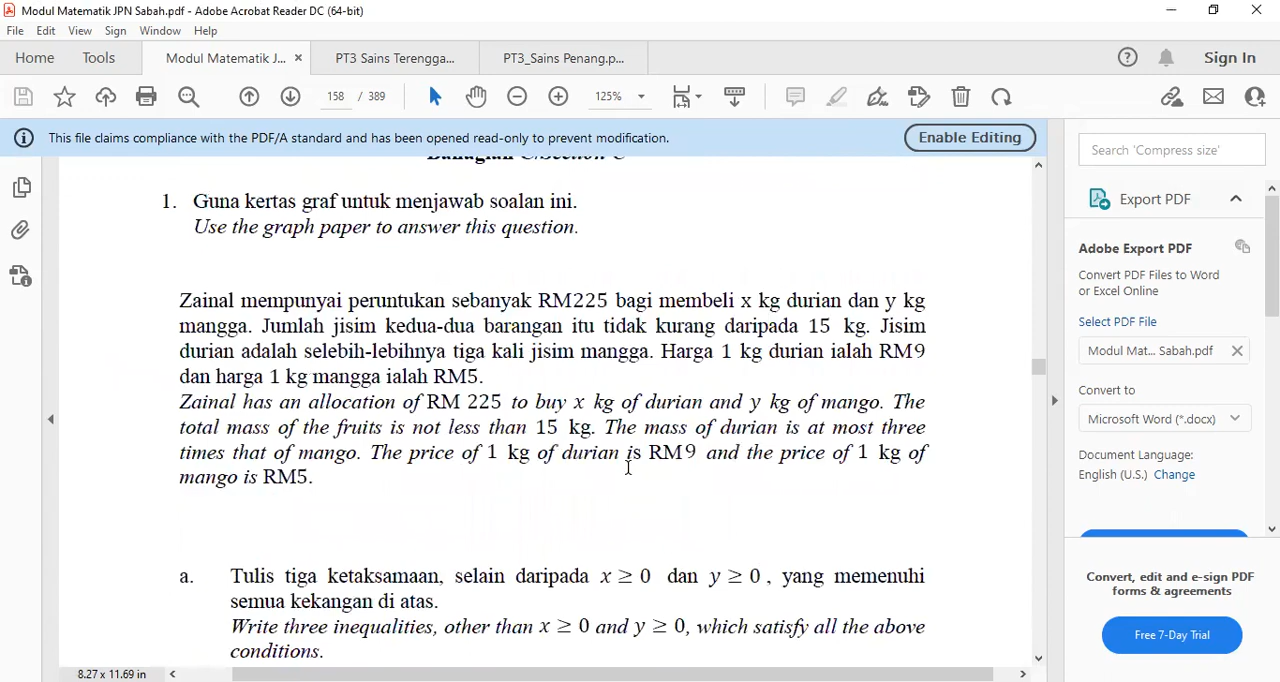 Modul Matematik JPN Sabah.pdf - Adobe Acrobat Reader DC (64-bit)
File Edit View Sign Window Help
Home Tools Modul Matematik J... × PT3 Sains Terengga... PT3_Sains Penang.p... Sign In
158 / 389 125%
This file claims compliance with the PDF/A standard and has been opened read-only to prevent modification. Enable Editing
Bahagian C/Section C
1. Guna kertas graf untuk menjawab soalan ini.
Use the graph paper to answer this question.
Zainal mempunyai peruntukan sebanyak RM225 bagi membeli x kg durian dan y kg
mangga. Jumlah jisim kedua-dua barangan itu tidak kurang daripada 15 kg. Jisim
durian adalah selebih-lebihnya tiga kali jisim mangga. Harga 1 kg durian ialah RM9
dan harga 1 kg mangga ialah RM5.
Zainal has an allocation of RM 225 to buy x kg of durian and y kg of mango. The
total mass of the fruits is not less than 15 kg. The mass of durian is at most three
times that of mango. The price of 1 kg of durian is RM9 and the price of 1 kg of
mango is RM5.
a. Tulis tiga ketaksamaan, selain daripada x ≥ 0 dan y ≥ 0 , yang memenuhi
semua kekangan di atas.
Write three inequalities, other than x ≥ 0 and y ≥ 0, which satisfy all the above
conditions.
8.27 x 11.69 in
Search 'Compress size'
Export PDF
Adobe Export PDF
Convert PDF Files to Word
or Excel Online
Select PDF File
Modul Mat... Sabah.pdf
Convert to
Microsoft Word (*.docx)
Document Language:
English (U.S.) Change
Convert, edit and e-sign PDF
forms & agreements
Free 7-Day Trial